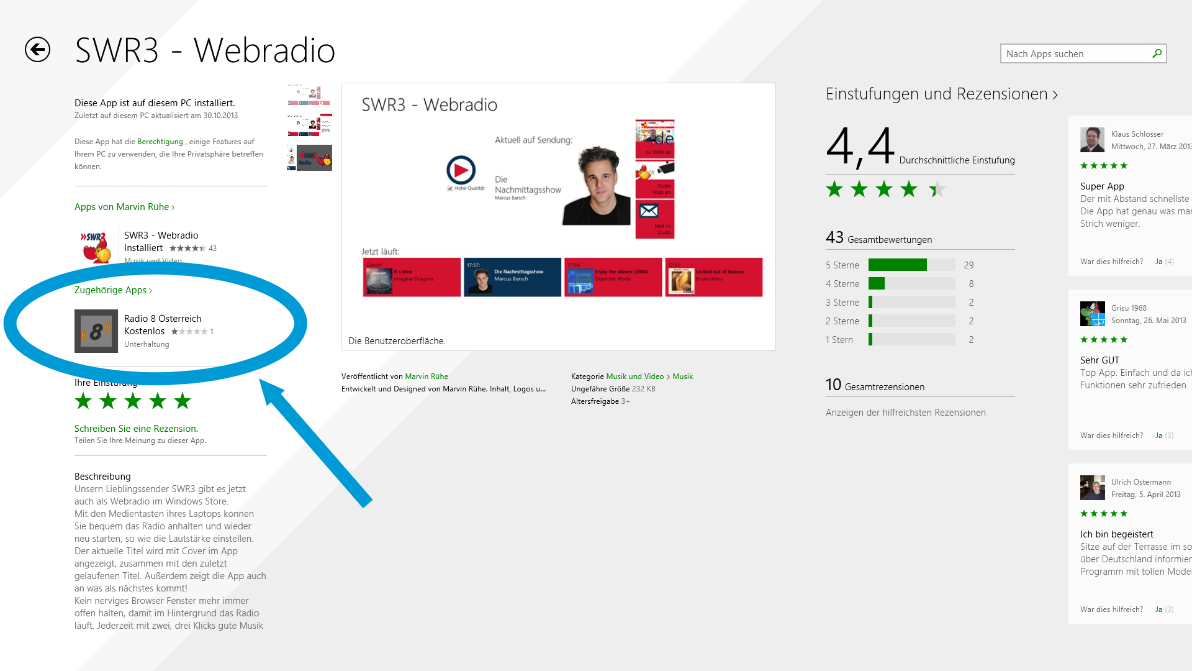 SWR3 - Webradio
Nach Apps suchen
Diese App ist auf diesem PC installiert.
Zuletzt auf diesem PC aktualisiert am 30.10.2013
Diese App hat die Berechtigung , einige Features auf
Ihrem PC zu verwenden, die Ihre Privatsphäre betreffen
können.
Apps von Marvin Rühe ›
SWR3 - Webradio
Installiert 43
Musik und Video
Zugehörige Apps ›
8
Radio 8 Österreich
Kostenlos 1
Unterhaltung
Ihre Einstufung
Schreiben Sie eine Rezension.
Teilen Sie Ihre Meinung zu dieser App.
Beschreibung
Unsern Lieblingssender SWR3 gibt es jetzt
auch als Webradio im Windows Store.
Mit den Medientasten ihres Laptops können
Sie bequem das Radio anhalten und wieder
neu starten, so wie die Lautstärke einstellen.
Der aktuelle Titel wird mit Cover im App
angezeigt, zusammen mit den zuletzt
gelaufenen Titel. Außerdem zeigt die App auch
an was als nächstes kommt!
Kein nerviges Browser Fenster mehr immer
offen halten, damit im Hintergrund das Radio
läuft. Jederzeit mit zwei, drei Klicks gute Musik
SWR3 - Webradio
Aktuell auf Sendung:
Hohe Qualität
Die
Nachmittagsshow
Marcus Barsch
.de
Studio
Webcam
Mail ins
Studio
Jetzt läuft:
It's time
Imagine Dragons
17:57:
Die Nachmittagsshow
Marcus Barsch
Enjoy the silence (2004)
Depeche Mode
Locked out of heaven
Bruno Mars
Die Benutzeroberfläche.
Veröffentlicht von Marvin Rühe
Entwickelt und Designed von Marvin Rühe. Inhalt, Logos u...
Kategorie Musik und Video › Musik
Ungefähre Größe 232 KB
Altersfreigabe 3+
Einstufungen und Rezensionen ›
4,4 Durchschnittliche Einstufung
43 Gesamtbewertungen
5 Sterne 29
4 Sterne 8
3 Sterne 2
2 Sterne 2
1 Stern 2
10 Gesamtrezensionen
Anzeigen der hilfreichsten Rezensionen
Klaus Schlosser
Mittwoch, 27. März 2013
Super App
Der mit Abstand schnellste
Die App hat genau was mar
Strich weniger.
War dies hilfreich? Ja (4)
Grisu 1968
Sonntag, 26. Mai 2013
Sehr GUT
Top App. Einfach und da ich
Funktionen sehr zufrieden
War dies hilfreich? Ja (3)
Ulrich Ostermann
Freitag, 5. April 2013
Ich bin begeistert
Sitze auf der Terrasse im so
über Deutschland informier
Programm mit tollen Mode
War dies hilfreich? Ja (3)